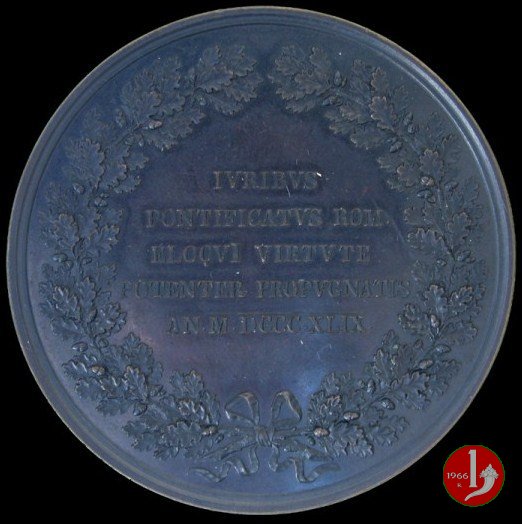 IVRIBVS
PONTIFICATVS ROM.
ELOQVI VIRTVTE
POTENTER PROPVGNATIS
AN·M·DCCC·XLIX
1966
R